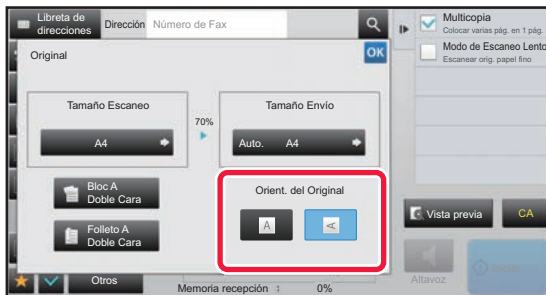 Libreta de direcciones
Dirección
Número de Fax
Multicopia
Colocar varias pág. en 1 pág.
Modo de Escaneo Lento
Escanear orig. papel fino
Original
OK
Tamaño Escaneo
70%
Tamaño Envío
A4
Auto. A4
Bloc A
Doble Cara
Folleto A
Doble Cara
Orient. del Original
A
A
Vista previa
CA
Otros
Memoria recepción : 0%
Altavoz